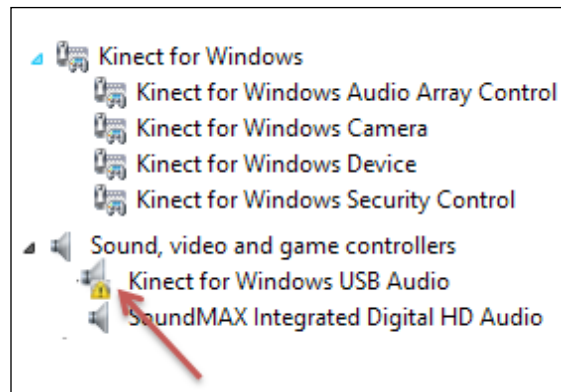 Kinect for Windows
Kinect for Windows Audio Array Control
Kinect for Windows Camera
Kinect for Windows Device
Kinect for Windows Security Control
Sound, video and game controllers
Kinect for Windows USB Audio
SoundMAX Integrated Digital HD Audio